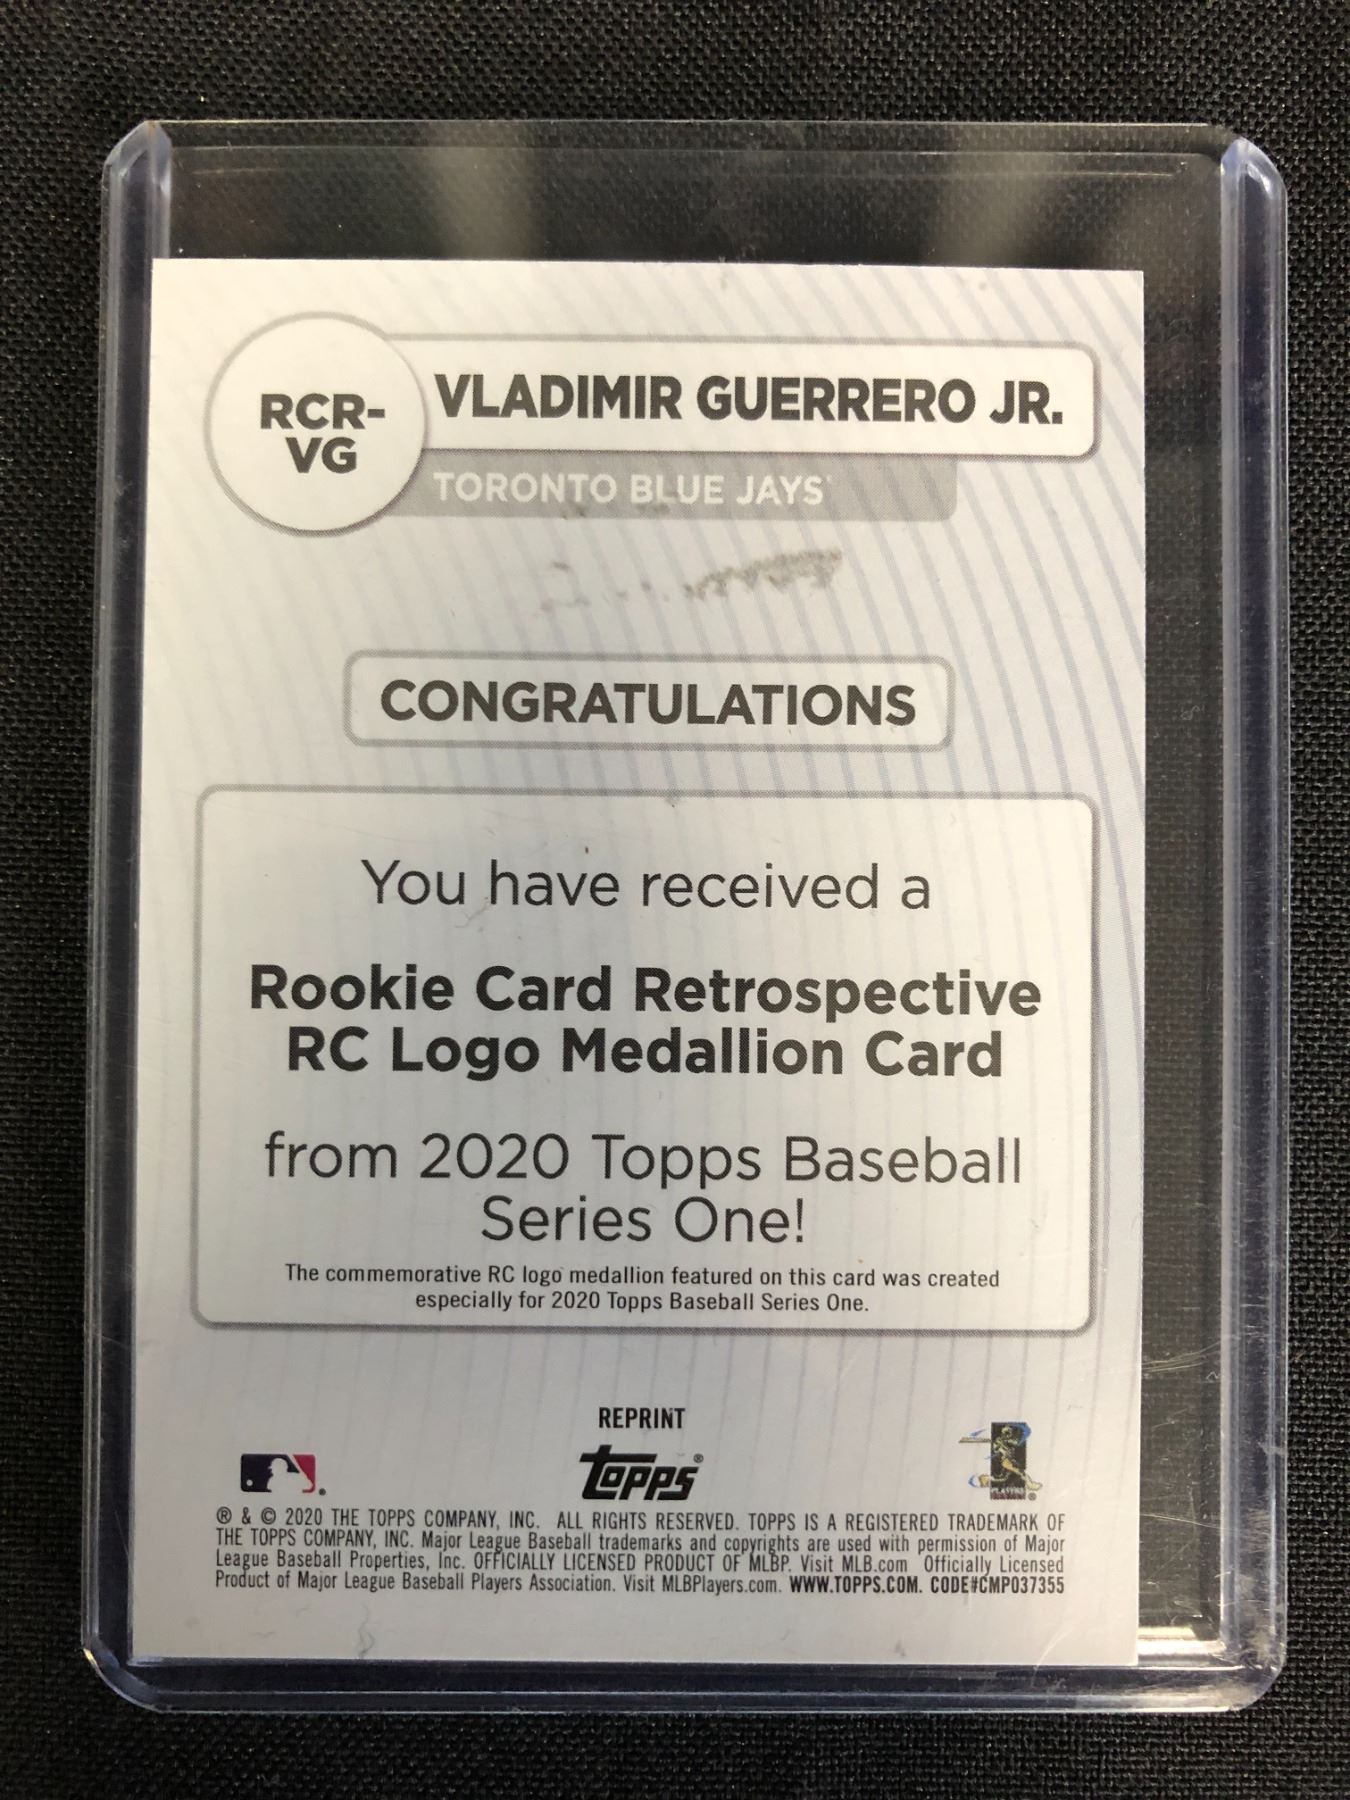 RCR-
VG
VLADIMIR GUERRERO JR.
TORONTO BLUE JAYS
CONGRATULATIONS
You have received a
Rookie Card Retrospective
RC Logo Medallion Card
from 2020 Topps Baseball
Series One!
The commemorative RC logo medallion featured on this card was created
especially for 2020 Topps Baseball Series One.
REPRINT
topps®
® & © 2020 THE TOPPS COMPANY, INC. ALL RIGHTS RESERVED. TOPPS IS A REGISTERED TRADEMARK OF
THE TOPPS COMPANY, INC. Major League Baseball trademarks and copyrights are used with permission of Major
League Baseball Properties, Inc. OFFICIALLY LICENSED PRODUCT OF MLBP. Visit MLB.com Officially Licensed
Product of Major League Baseball Players Association. Visit MLBPlayers.com. WWW.TOPPS.COM. CODE#CMP037355